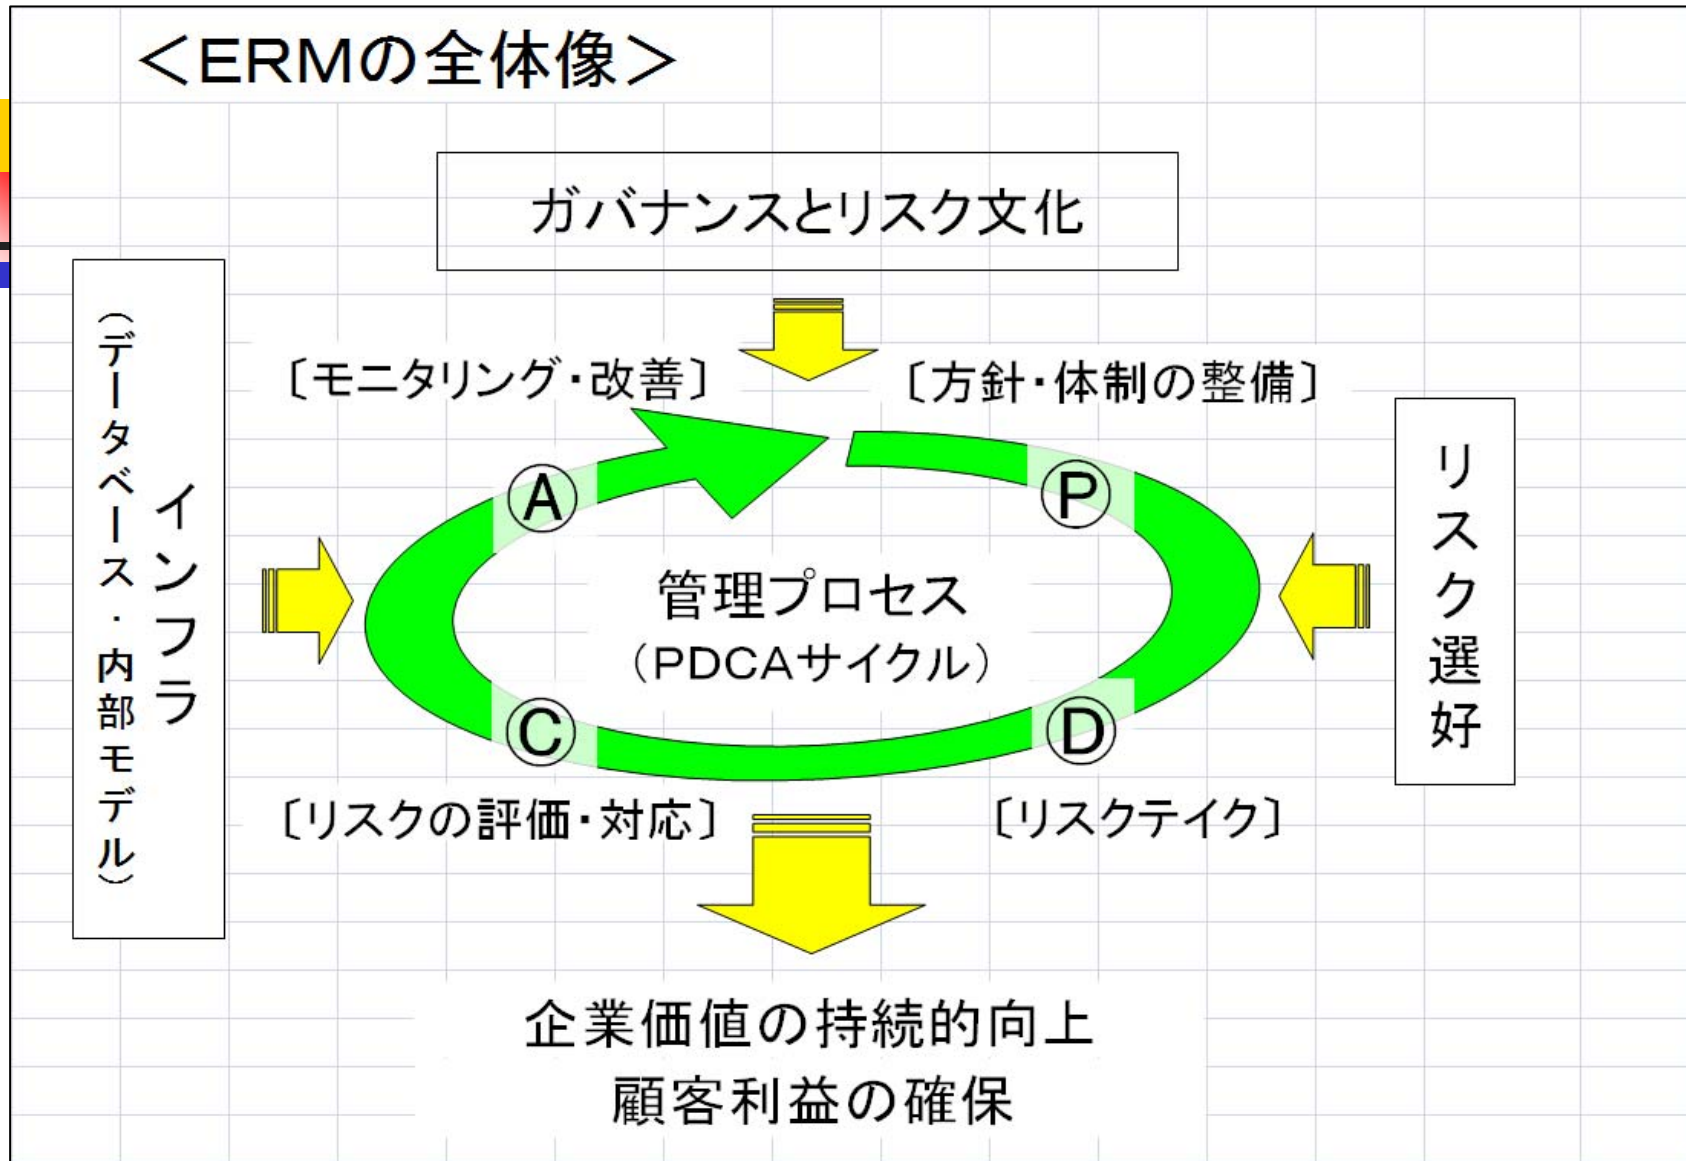 ＜ERMの全体像＞
ガバナンスとリスク文化
〔モニタリング・改善〕
〔方針・体制の整備〕
インフラ
（データベース・内部モデル）
リスク選好
Ⓐ
Ⓟ
管理プロセス
（PDCAサイクル）
Ⓒ
Ⓓ
〔リスクの評価・対応〕
〔リスクテイク〕
企業価値の持続的向上
顧客利益の確保